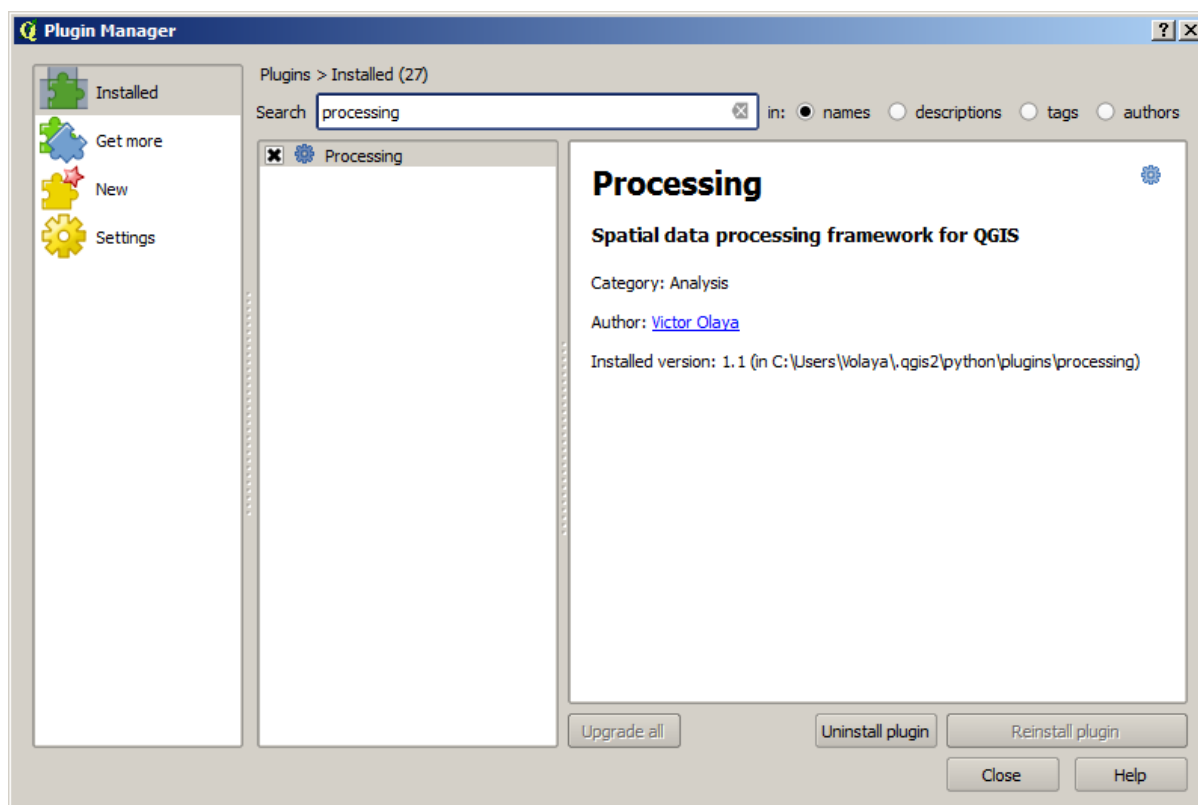 Plugin Manager
Installed
Get more
New
Settings
Plugins > Installed (27)
Search processing in: names descriptions tags authors
Processing
Processing
Spatial data processing framework for QGIS
Category: Analysis
Author: Victor Olaya
Installed version: 1.1 (in C:\Users\Volaya\.qgis2\python\plugins\processing)
Upgrade all Uninstall plugin Reinstall plugin
Close Help